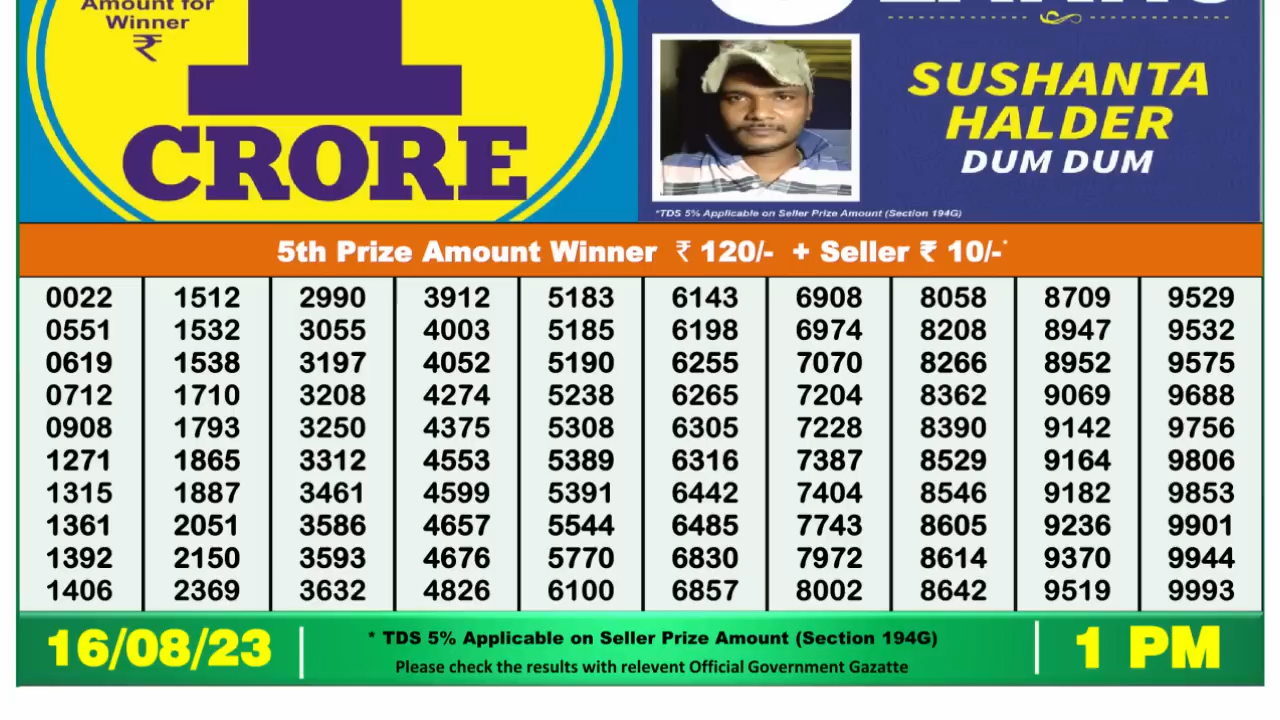 Amount for
Winner
₹
1
CRORE
SUSHANTA
HALDER
DUM DUM
*TDS 5% Applicable on Seller Prize Amount (Section 194G)
5th Prize Amount Winner ₹ 120/- + Seller ₹ 10/-*
0022 1512 2990 3912 5183 6143 6908 8058 8709 9529
0551 1532 3055 4003 5185 6198 6974 8208 8947 9532
0619 1538 3197 4052 5190 6255 7070 8266 8952 9575
0712 1710 3208 4274 5238 6265 7204 8362 9069 9688
0908 1793 3250 4375 5308 6305 7228 8390 9142 9756
1271 1865 3312 4553 5389 6316 7387 8529 9164 9806
1315 1887 3461 4599 5391 6442 7404 8546 9182 9853
1361 2051 3586 4657 5544 6485 7743 8605 9236 9901
1392 2150 3593 4676 5770 6830 7972 8614 9370 9944
1406 2369 3632 4826 6100 6857 8002 8642 9519 9993
16/08/23
* TDS 5% Applicable on Seller Prize Amount (Section 194G)
Please check the results with relevent Official Government Gazatte
1 PM